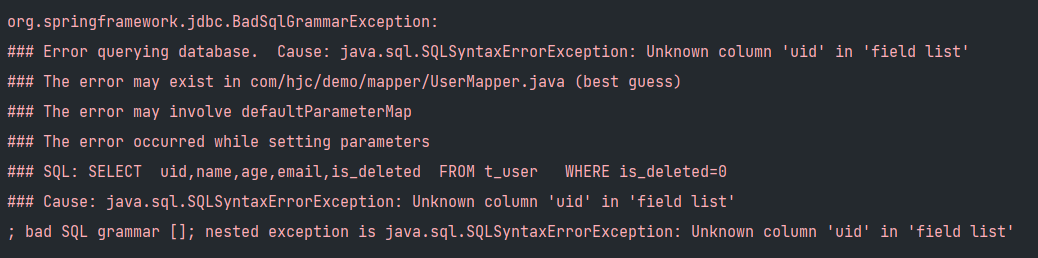 org.springframework.jdbc.BadSqlGrammarException:
### Error querying database.  Cause: java.sql.SQLSyntaxErrorException: Unknown column 'uid' in 'field list'
### The error may exist in com/hjc/demo/mapper/UserMapper.java (best guess)
### The error may involve defaultParameterMap
### The error occurred while setting parameters
### SQL: SELECT  uid,name,age,email,is_deleted  FROM t_user   WHERE is_deleted=0
### Cause: java.sql.SQLSyntaxErrorException: Unknown column 'uid' in 'field list'
; bad SQL grammar []; nested exception is java.sql.SQLSyntaxErrorException: Unknown column 'uid' in 'field list'